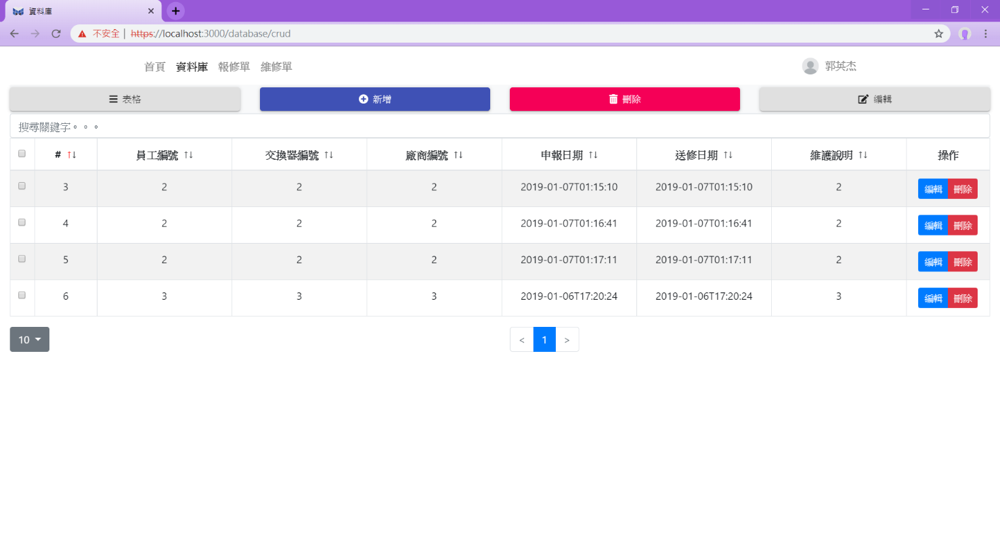 資料庫
不安全 | https://localhost:3000/database/crud
首頁 資料庫 報修單 維修單 郭英杰
表格 新增 刪除 編輯
搜尋關鍵字。。。
# ↑↓ 員工編號 ↑↓ 交換器編號 ↑↓ 廠商編號 ↑↓ 申報日期 ↑↓ 送修日期 ↑↓ 維護說明 ↑↓ 操作
3 2 2 2 2019-01-07T01:15:10 2019-01-07T01:15:10 2 編輯 刪除
4 2 2 2 2019-01-07T01:16:41 2019-01-07T01:16:41 2 編輯 刪除
5 2 2 2 2019-01-07T01:17:11 2019-01-07T01:17:11 2 編輯 刪除
6 3 3 3 2019-01-06T17:20:24 2019-01-06T17:20:24 3 編輯 刪除
10 < 1 >